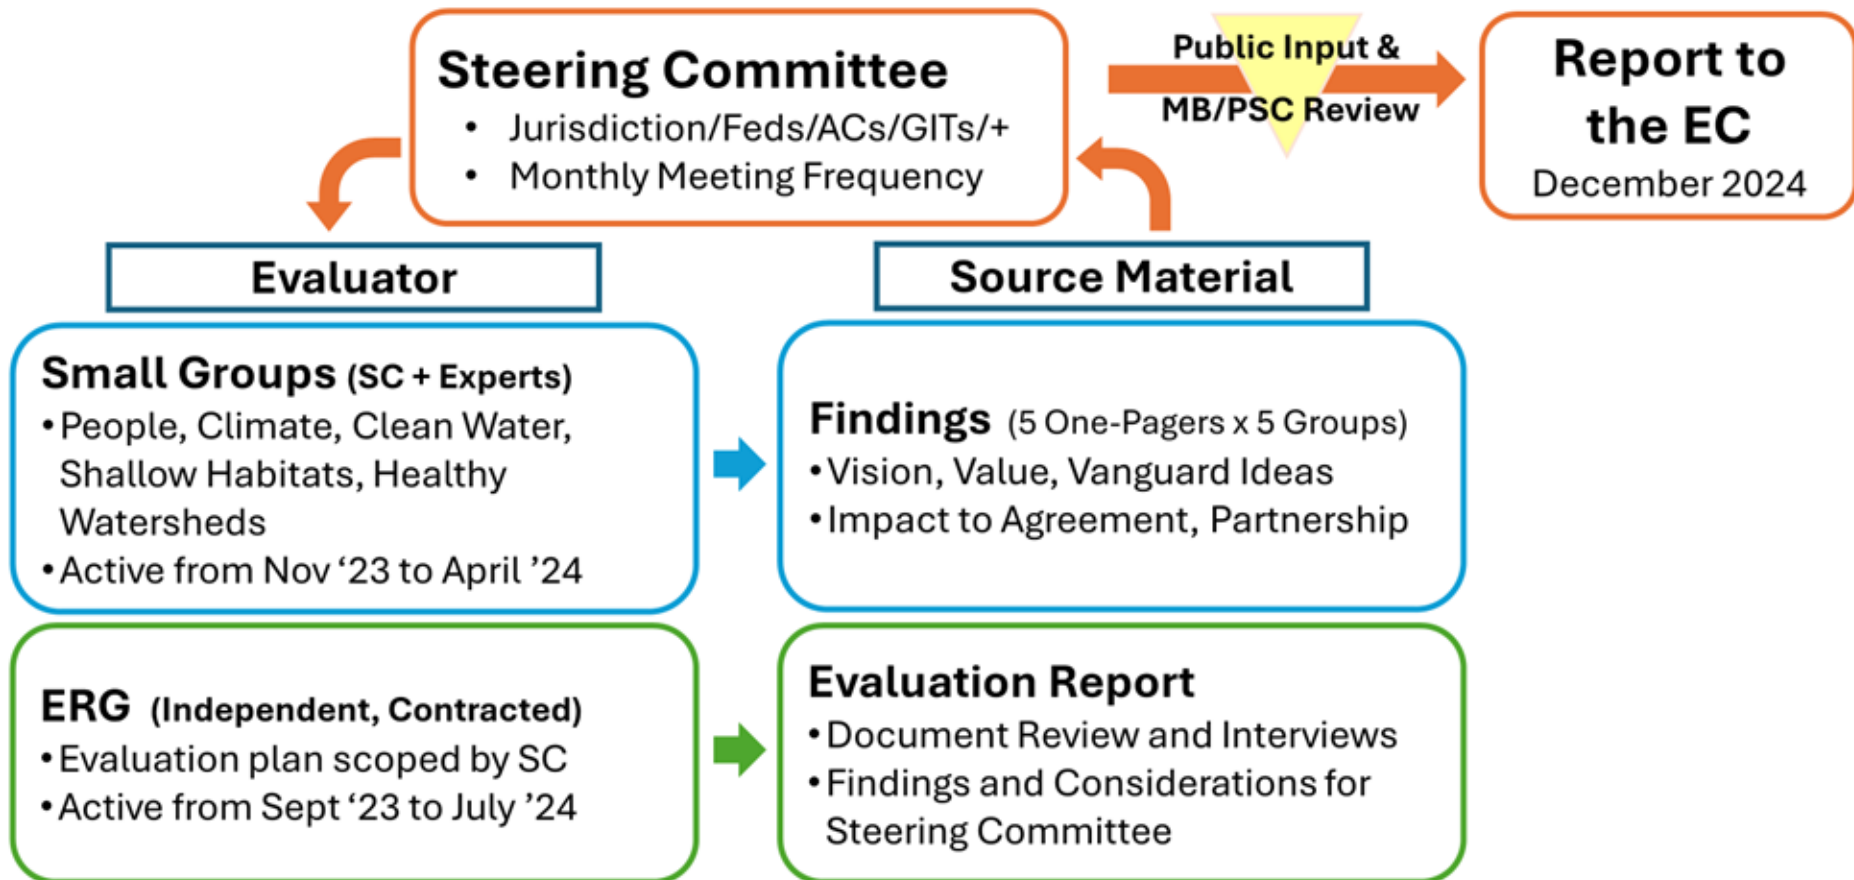 Steering Committee
• Jurisdiction/Feds/ACs/GITs/+
• Monthly Meeting Frequency
Public Input &
MB/PSC Review
Report to
the EC
December 2024
Evaluator
Source Material
Small Groups (SC + Experts)
•People, Climate, Clean Water,
Shallow Habitats, Healthy
Watersheds
•Active from Nov ‘23 to April ’24
Findings (5 One-Pagers x 5 Groups)
•Vision, Value, Vanguard Ideas
•Impact to Agreement, Partnership
ERG (Independent, Contracted)
•Evaluation plan scoped by SC
•Active from Sept ‘23 to July ’24
Evaluation Report
•Document Review and Interviews
•Findings and Considerations for
Steering Committee